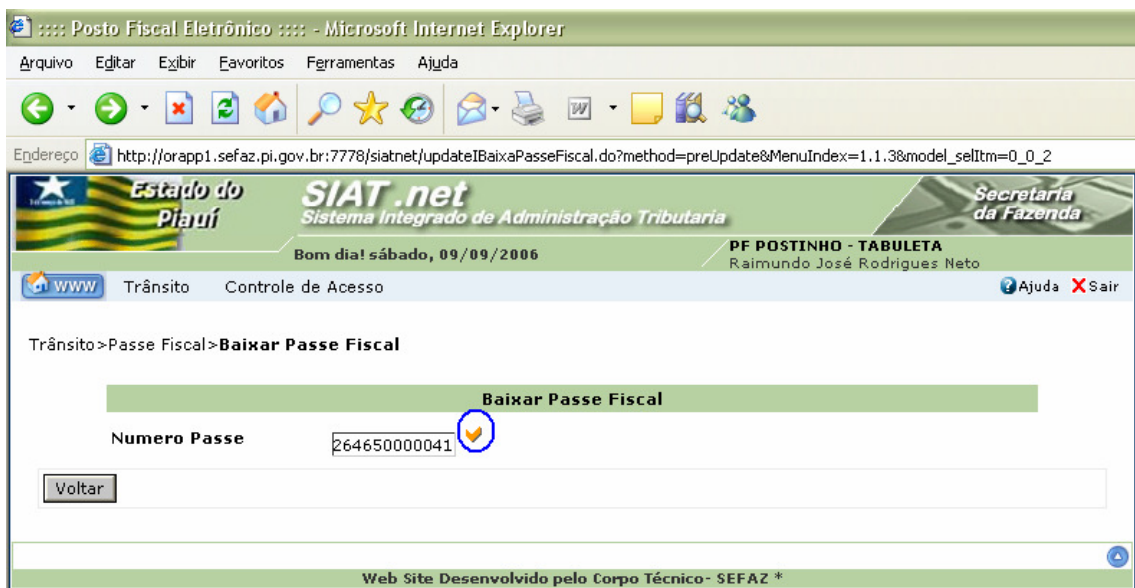 :::: Posto Fiscal Eletrônico :::: - Microsoft Internet Explorer
Arquivo Editar Exibir Favoritos Ferramentas Ajuda
Endereço http://orapp1.sefaz.pi.gov.br:7778/siatnet/updateIBaixaPasseFiscal.do?method=preUpdate&MenuIndex=1.1.3&model_selItm=0_0_2
Estado do Piauí
SIAT .net
Sistema Integrado de Administração Tributaria
Secretaria da Fazenda
Bom dia! sábado, 09/09/2006
PF POSTINHO - TABULETA
Raimundo José Rodrigues Neto
www Trânsito Controle de Acesso Ajuda Sair
Trânsito>Passe Fiscal>Baixar Passe Fiscal
Baixar Passe Fiscal
Numero Passe 264650000041
Voltar
Web Site Desenvolvido pelo Corpo Técnico- SEFAZ *